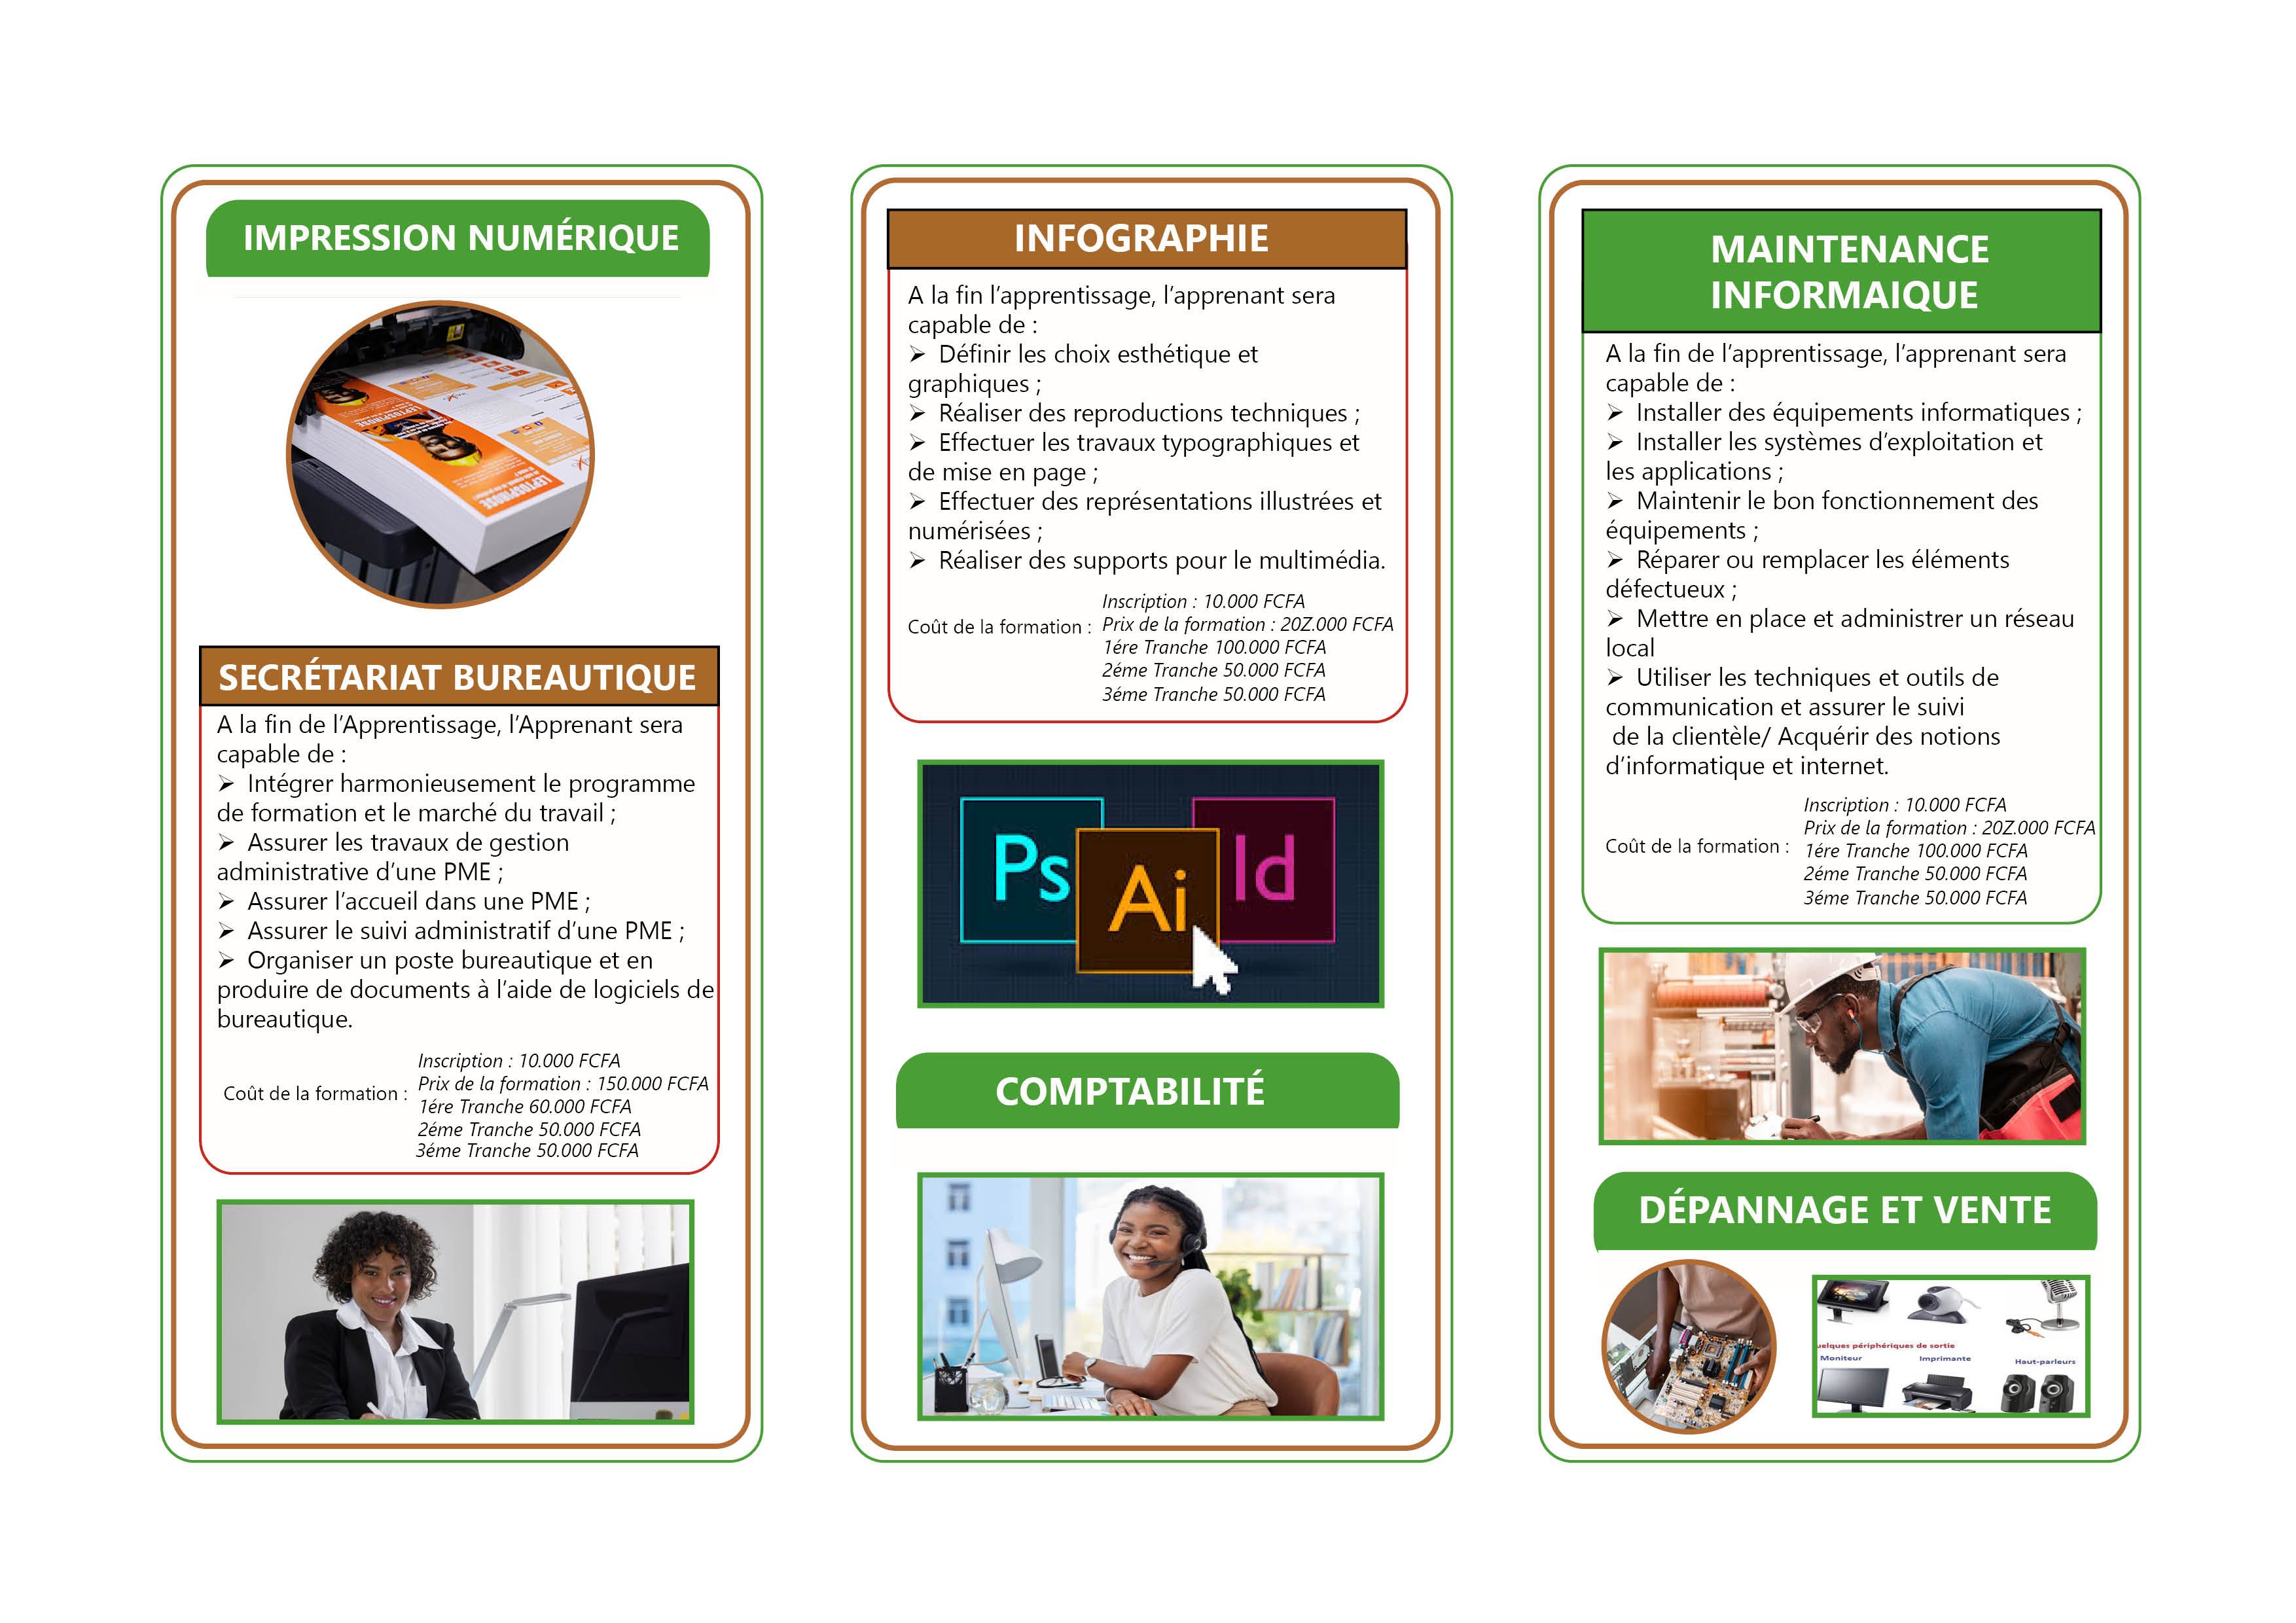 IMPRESSION NUMÉRIQUE
LEPTOSPIROSE
SECRÉTARIAT BUREAUTIQUE
A la fin de l’Apprentissage, l’Apprenant sera
capable de :
➢ Intégrer harmonieusement le programme
de formation et le marché du travail ;
➢ Assurer les travaux de gestion
administrative d’une PME ;
➢ Assurer l’accueil dans une PME ;
➢ Assurer le suivi administratif d’une PME ;
➢ Organiser un poste bureautique et en
produire de documents à l’aide de logiciels de
bureautique.
Coût de la formation :
Inscription : 10.000 FCFA
Prix de la formation : 150.000 FCFA
1ére Tranche 60.000 FCFA
2éme Tranche 50.000 FCFA
3éme Tranche 50.000 FCFA
INFOGRAPHIE
A la fin l’apprentissage, l’apprenant sera
capable de :
➢ Définir les choix esthétique et
graphiques ;
➢ Réaliser des reproductions techniques ;
➢ Effectuer les travaux typographiques et
de mise en page ;
➢ Effectuer des représentations illustrées et
numérisées ;
➢ Réaliser des supports pour le multimédia.
Coût de la formation :
Inscription : 10.000 FCFA
Prix de la formation : 20Z.000 FCFA
1ére Tranche 100.000 FCFA
2éme Tranche 50.000 FCFA
3éme Tranche 50.000 FCFA
Ps Ai Id
COMPTABILITÉ
MAINTENANCE
INFORMAIQUE
A la fin de l’apprentissage, l’apprenant sera
capable de :
➢ Installer des équipements informatiques ;
➢ Installer les systèmes d’exploitation et
les applications ;
➢ Maintenir le bon fonctionnement des
équipements ;
➢ Réparer ou remplacer les éléments
défectueux ;
➢ Mettre en place et administrer un réseau
local
➢ Utiliser les techniques et outils de
communication et assurer le suivi
de la clientèle/ Acquérir des notions
d’informatique et internet.
Coût de la formation :
Inscription : 10.000 FCFA
Prix de la formation : 20Z.000 FCFA
1ére Tranche 100.000 FCFA
2éme Tranche 50.000 FCFA
3éme Tranche 50.000 FCFA
DÉPANNAGE ET VENTE
uelques périphériques de sortie
Moniteur Imprimante Haut-parleurs